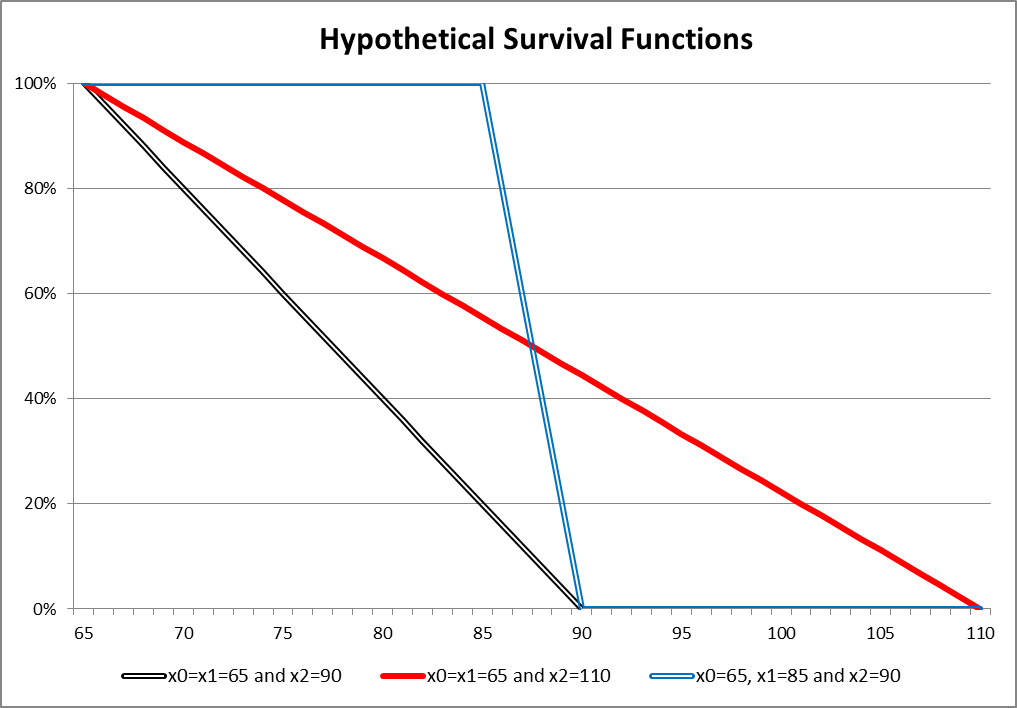 Hypothetical Survival Functions
100%
80%
60%
40%
20%
0%
65 70 75 80 85 90 95 100 105 110
x0=x1=65 and x2=90 x0=x1=65 and x2=110 x0=65, x1=85 and x2=90